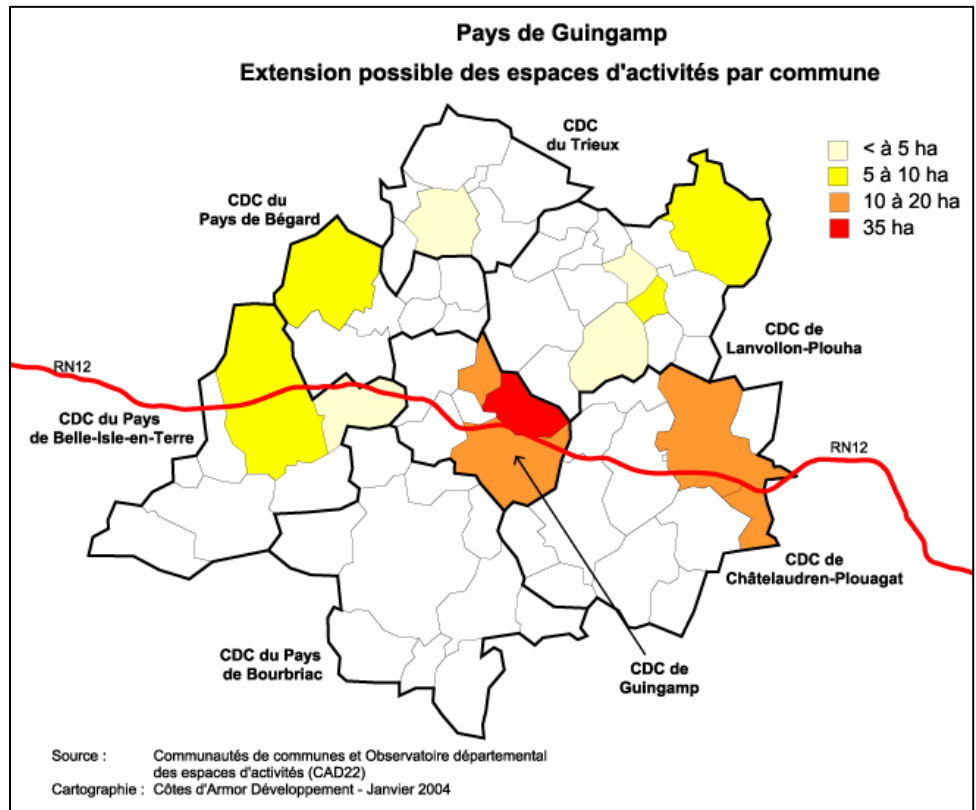 Pays de Guingamp
Extension possible des espaces d'activités par commune
CDC
du Trieux
< à 5 ha
5 à 10 ha
10 à 20 ha
35 ha
CDC du
Pays de Bégard
CDC de
Lanvollon-Plouha
RN12
CDC du Pays
de Belle-Isle-en-Terre
RN12
CDC de
Châtelaudren-Plouagat
CDC du Pays
de Bourbriac
CDC de
Guingamp
Source : Communautés de communes et Observatoire départemental
des espaces d'activités (CAD22)
Cartographie : Côtes d'Armor Développement - Janvier 2004